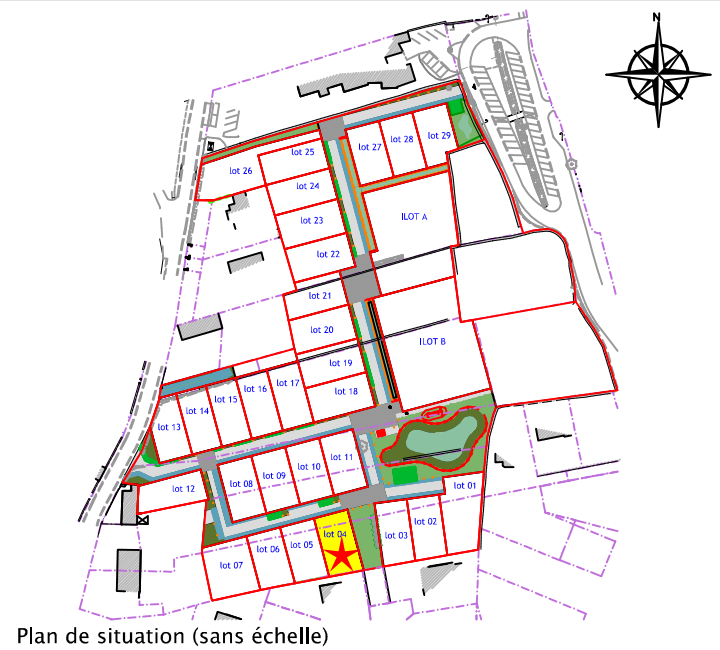 N
lot 29
lot 28
lot 27
lot 25
lot 26
lot 24
lot 23
ILOT A
lot 22
lot 21
lot 20
ILOT B
lot 19
lot 18
lot 17
lot 16
lot 15
lot 14
lot 13
lot 11
lot 10
lot 09
lot 08
lot 12
lot 01
lot 02
lot 03
lot 04
lot 05
lot 06
lot 07
Plan de situation (sans échelle)